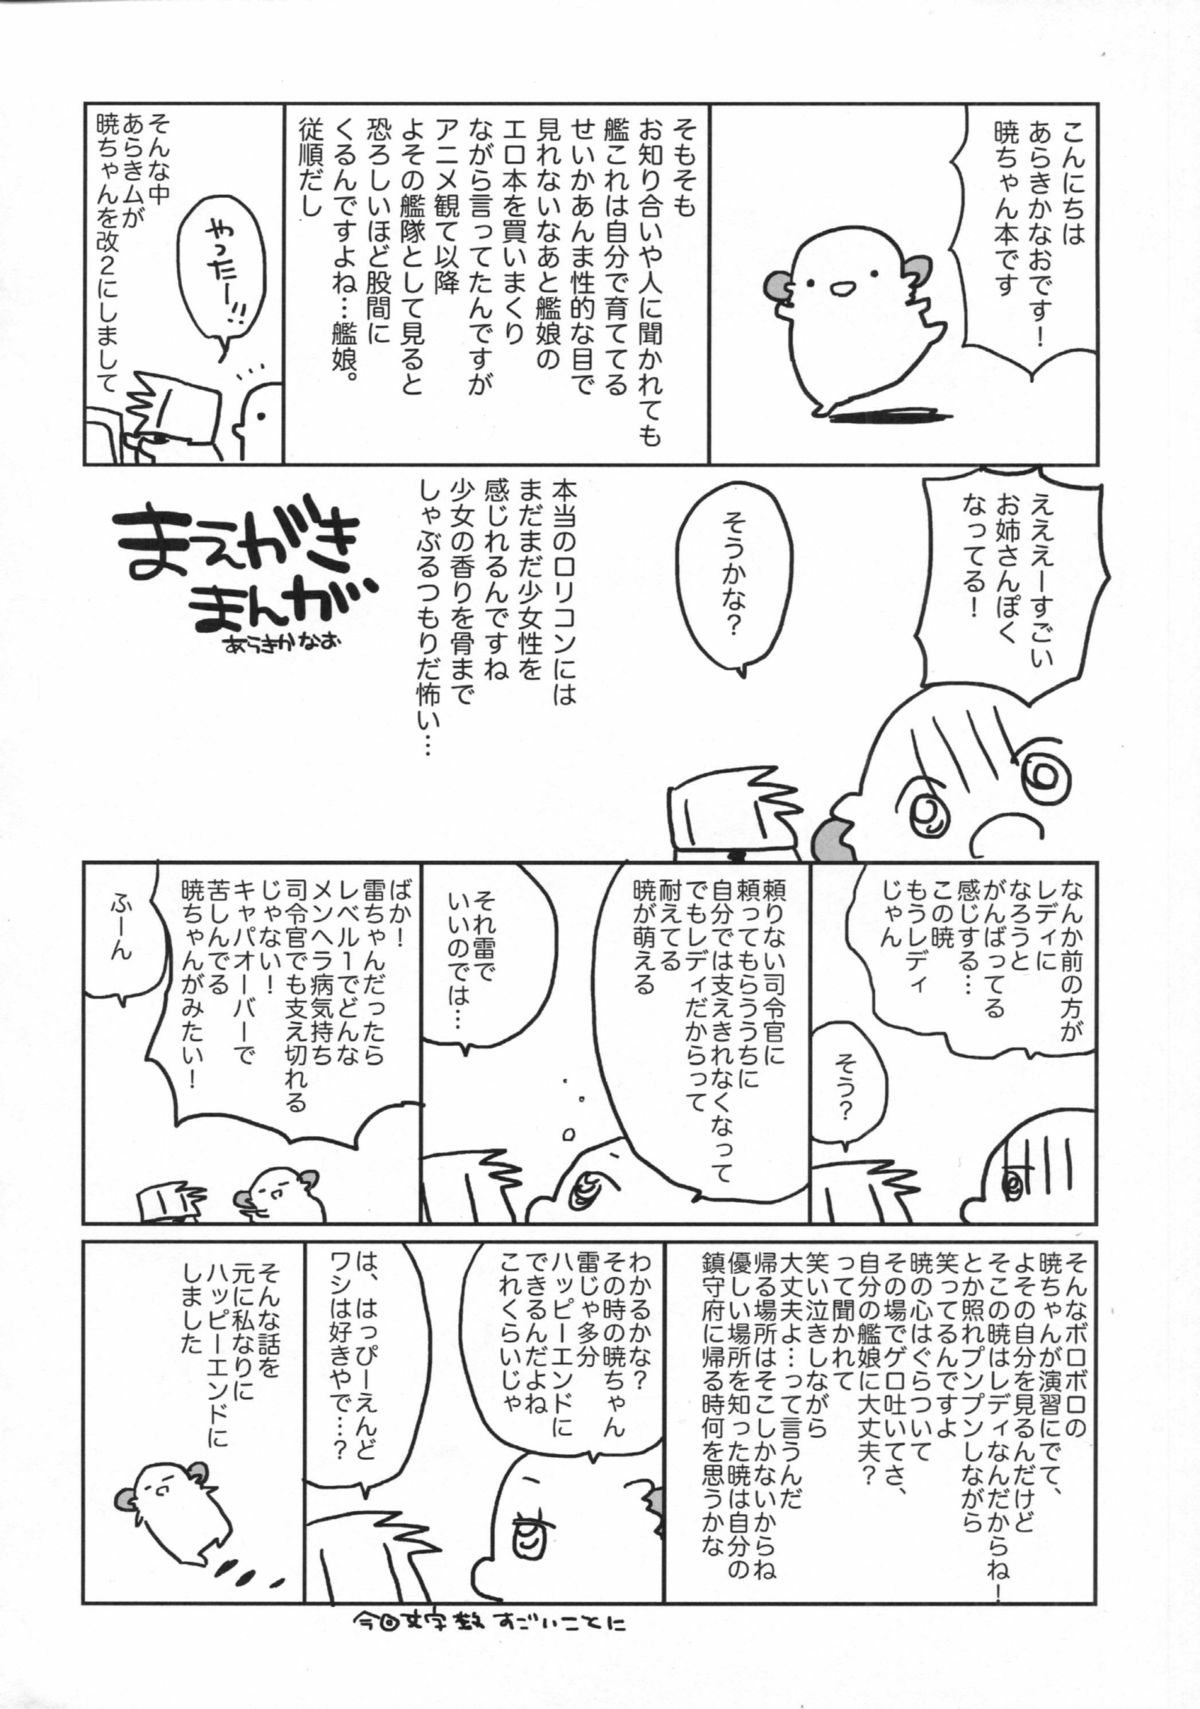 こんにちは
あらきかなおです!
暁ちゃん本です
そもそも
お知り合いや人に聞かれても
艦これは自分で育ててる
せいかあんま性的な目で
見れないなあと艦娘の
エロ本を買いまくり
ながら言ってたんですが
アニメ観て以降
よその艦隊として見ると
恐ろしいほど股間に
くるんですよね…艦娘。
従順だし
そんな中
あらきムが
暁ちゃんを改2にしまして
やったー!!
えええーすごい
お姉さんぽく
なってる!
そうかな?
本当のロリコンには
まだまだ少女性を
感じれるんですね
少女の香りを骨まで
しゃぶるつもりだ怖い…
まえがき
まんが
あらきかなお
なんか前の方が
レディに
なろうと
がんばってる
感じする…
この暁
もうレディ
じゃん
そう?
頼りない司令官に
頼ってもらううちに
自分では支えきれなくなって
でもレディだからって
耐えてる
暁が萌える
それ雷で
いいのでは…
ばか!
雷ちゃんだったら
レベル1でどんな
メンヘラ病気持ち
司令官でも支え切れる
じゃない!
キャパオーバーで
苦しんでる
暁ちゃんがみたい!
ふーん
そんなボロボロの
暁ちゃんが演習にでて、
よその自分を見るんだけど
そこの暁はレディなんだからね!
とか照れプンプンしながら
笑ってるんですよ
暁の心はぐらついて
その場でゲロ吐いてさ、
自分の艦娘に大丈夫?
って聞かれて
笑い泣きしながら
大丈夫よ…って言うんだ
帰る場所はそこしかないからね
優しい場所を知った暁は自分の
鎮守府に帰る時何を思うかな
わかるかな?
その時の暁ちゃん
雷じゃ多分
ハッピーエンドに
できるんだよね
これくらいじゃ
は、はっぴーえんど
ワシは好きやで…?
そんな話を
元に私なりに
ハッピーエンドに
しました
今回文字数すごいことに